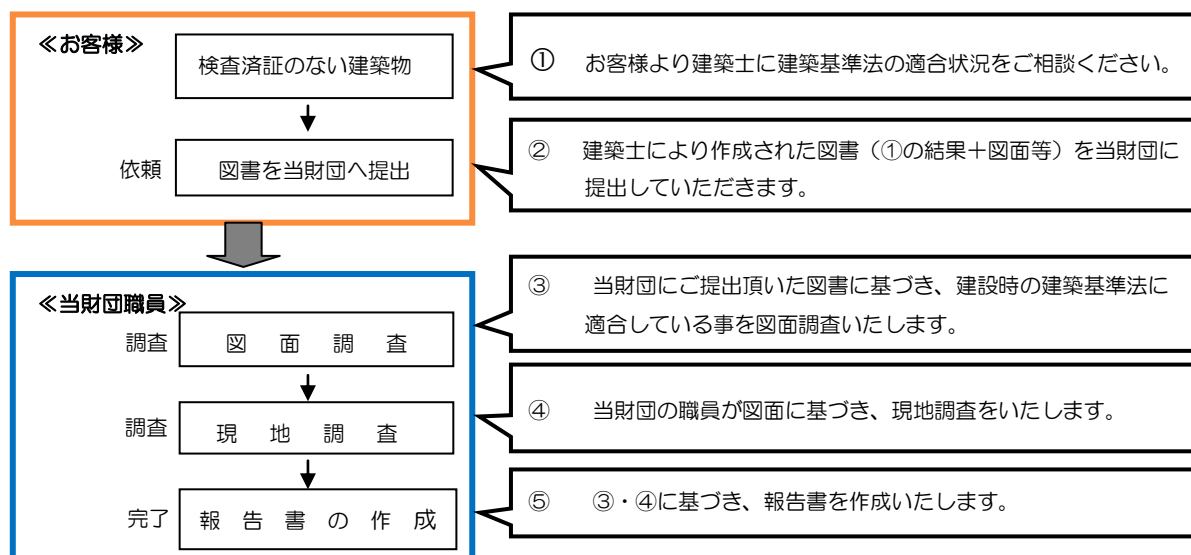 ≪お客様≫
検査済証のない建築物
① お客様より建築士に建築基準法の適合状況をご相談ください。
依頼
図書を当財団へ提出
② 建築士により作成された図書（①の結果＋図面等）を当財団に
提出していただきます。
≪当財団職員≫
調査
図 面 調 査
③ 当財団にご提出頂いた図書に基づき、建設時の建築基準法に
適合している事を図面調査いたします。
調査
現 地 調 査
④ 当財団の職員が図面に基づき、現地調査をいたします。
完了
報 告 書 の 作 成
⑤ ③・④に基づき、報告書を作成いたします。